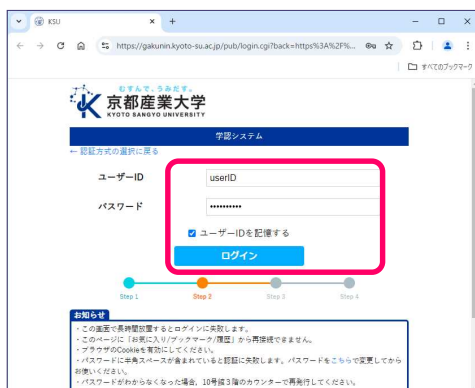 KSU
https://gakunin.kyoto-su.ac.jp/pub/login.cgi?back=https%3A%2F%...
すべてのブックマーク
むすんで、うみだす。
京都産業大学
KYOTO SANGYO UNIVERSITY
学認システム
← 認証方式の選択に戻る
ユーザーID
userID
パスワード
••••••••••
ユーザーIDを記憶する
ログイン
Step 1 Step 2 Step 3 Step 4
お知らせ
・この画面で長時間放置するとログインに失敗します。
・このページに「お気に入り/ブックマーク/履歴」から再接続できません。
・ブラウザのCookieを有効にしてください。
・パスワードに半角スペースが含まれていると認証に失敗します。パスワードをこちらで変更してから
お使いください。
・パスワードがわからなくなった場合，10号館３階のカウンターで再発行してください。